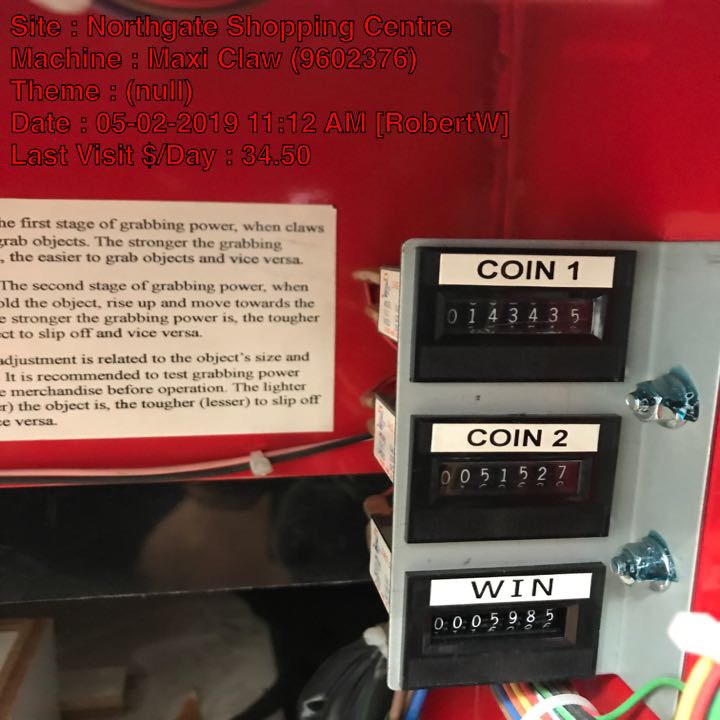 Site : Northgate Shopping Centre
Machine : Maxi Claw (9602376)
Theme : (null)
Date : 05-02-2019 11:12 AM [RobertW]
Last Visit $/Day : 34.50
he first stage of grabbing power, when claws
grab objects. The stronger the grabbing
, the easier to grab objects and vice versa.
The second stage of grabbing power, when
old the object, rise up and move towards the
e stronger the grabbing power is, the tougher
ct to slip off and vice versa.
adjustment is related to the object's size and
It is recommended to test grabbing power
e merchandise before operation. The lighter
er) the object is, the tougher (lesser) to slip off
ce versa.
COIN 1
0143435
COIN 2
0051527
WIN
0005985